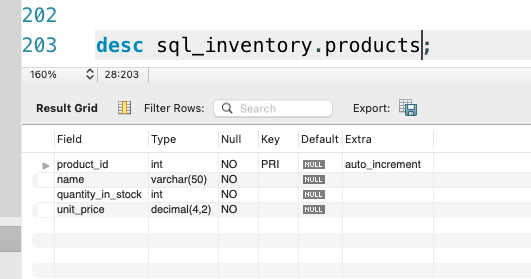 202
203 desc sql_inventory.products;
160% 28:203
Result Grid Filter Rows: Search Export:
Field Type Null Key Default Extra
product_id int NO PRI NULL auto_increment
name varchar(50) NO NULL
quantity_in_stock int NO NULL
unit_price decimal(4,2) NO NULL